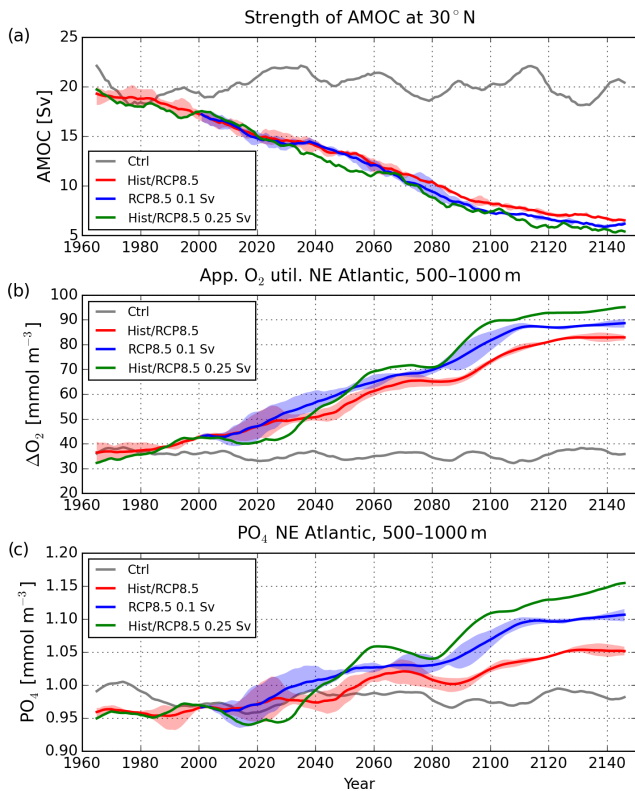 Strength of AMOC at 30°N
(a)
25
20
15
10
5
AMOC [Sv]
Ctrl
Hist/RCP8.5
RCP8.5 0.1 Sv
Hist/RCP8.5 0.25 Sv
1960 1980 2000 2020 2040 2060 2080 2100 2120 2140
App. O₂ util. NE Atlantic, 500–1000 m
(b)
100
90
80
70
60
50
40
30
20
ΔO₂ [mmol m⁻³]
Ctrl
Hist/RCP8.5
RCP8.5 0.1 Sv
Hist/RCP8.5 0.25 Sv
1960 1980 2000 2020 2040 2060 2080 2100 2120 2140
PO₄ NE Atlantic, 500–1000 m
(c)
1.20
1.15
1.10
1.05
1.00
0.95
0.90
PO₄ [mmol m⁻³]
Ctrl
Hist/RCP8.5
RCP8.5 0.1 Sv
Hist/RCP8.5 0.25 Sv
1960 1980 2000 2020 2040 2060 2080 2100 2120 2140
Year